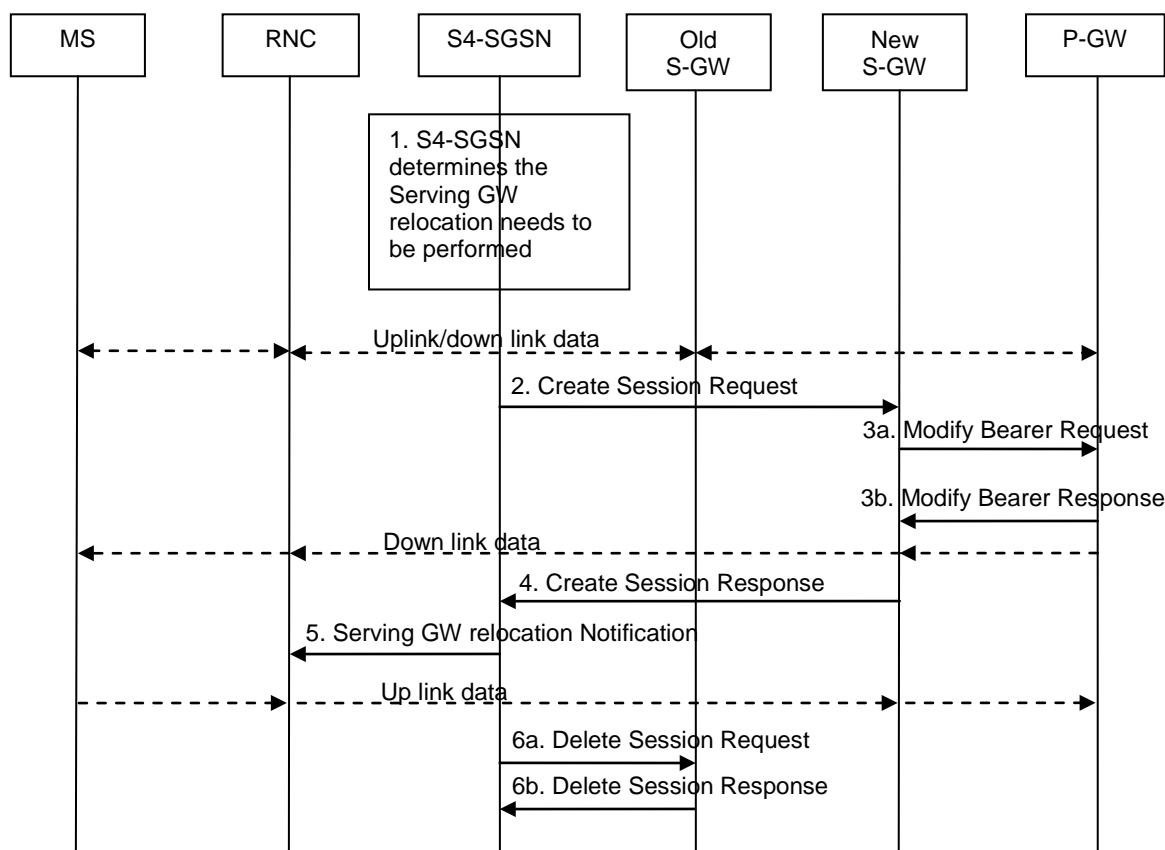 MS
RNC
S4-SGSN
Old
S-GW
New
S-GW
P-GW
1. S4-SGSN
determines the
Serving GW
relocation needs to
be performed
Uplink/down link data
2. Create Session Request
3a. Modify Bearer Request
3b. Modify Bearer Response
Down link data
4. Create Session Response
5. Serving GW relocation Notification
Up link data
6a. Delete Session Request
6b. Delete Session Response